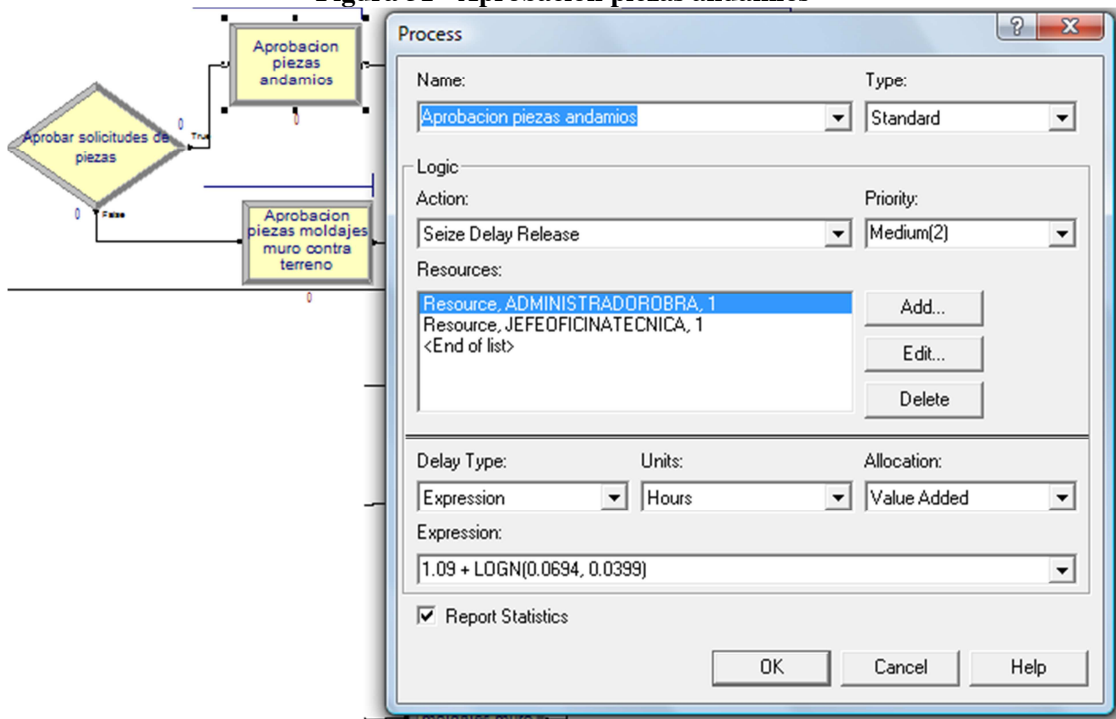 Aprobacion
piezas
andamios
0
Aprobar solicitudes de
piezas
0
True
0
False
Aprobacion
piezas moldajes
muro contra
terreno
0
Process
Name:
Type:
Aprobacion piezas andamios
Standard
Logic
Action:
Priority:
Seize Delay Release
Medium(2)
Resources:
Resource, ADMINISTRADOROBRA, 1
Resource, JEFEOFICINATECNICA, 1
<End of list>
Add...
Edit...
Delete
Delay Type:
Units:
Allocation:
Expression
Hours
Value Added
Expression:
1.09 + LOGN(0.0694, 0.0399)
Report Statistics
OK
Cancel
Help